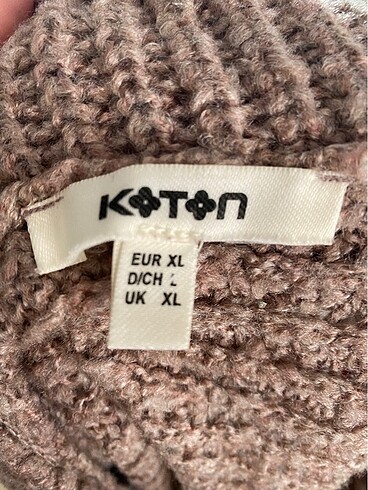 KOTON
EUR XL
D/CH L
UK XL